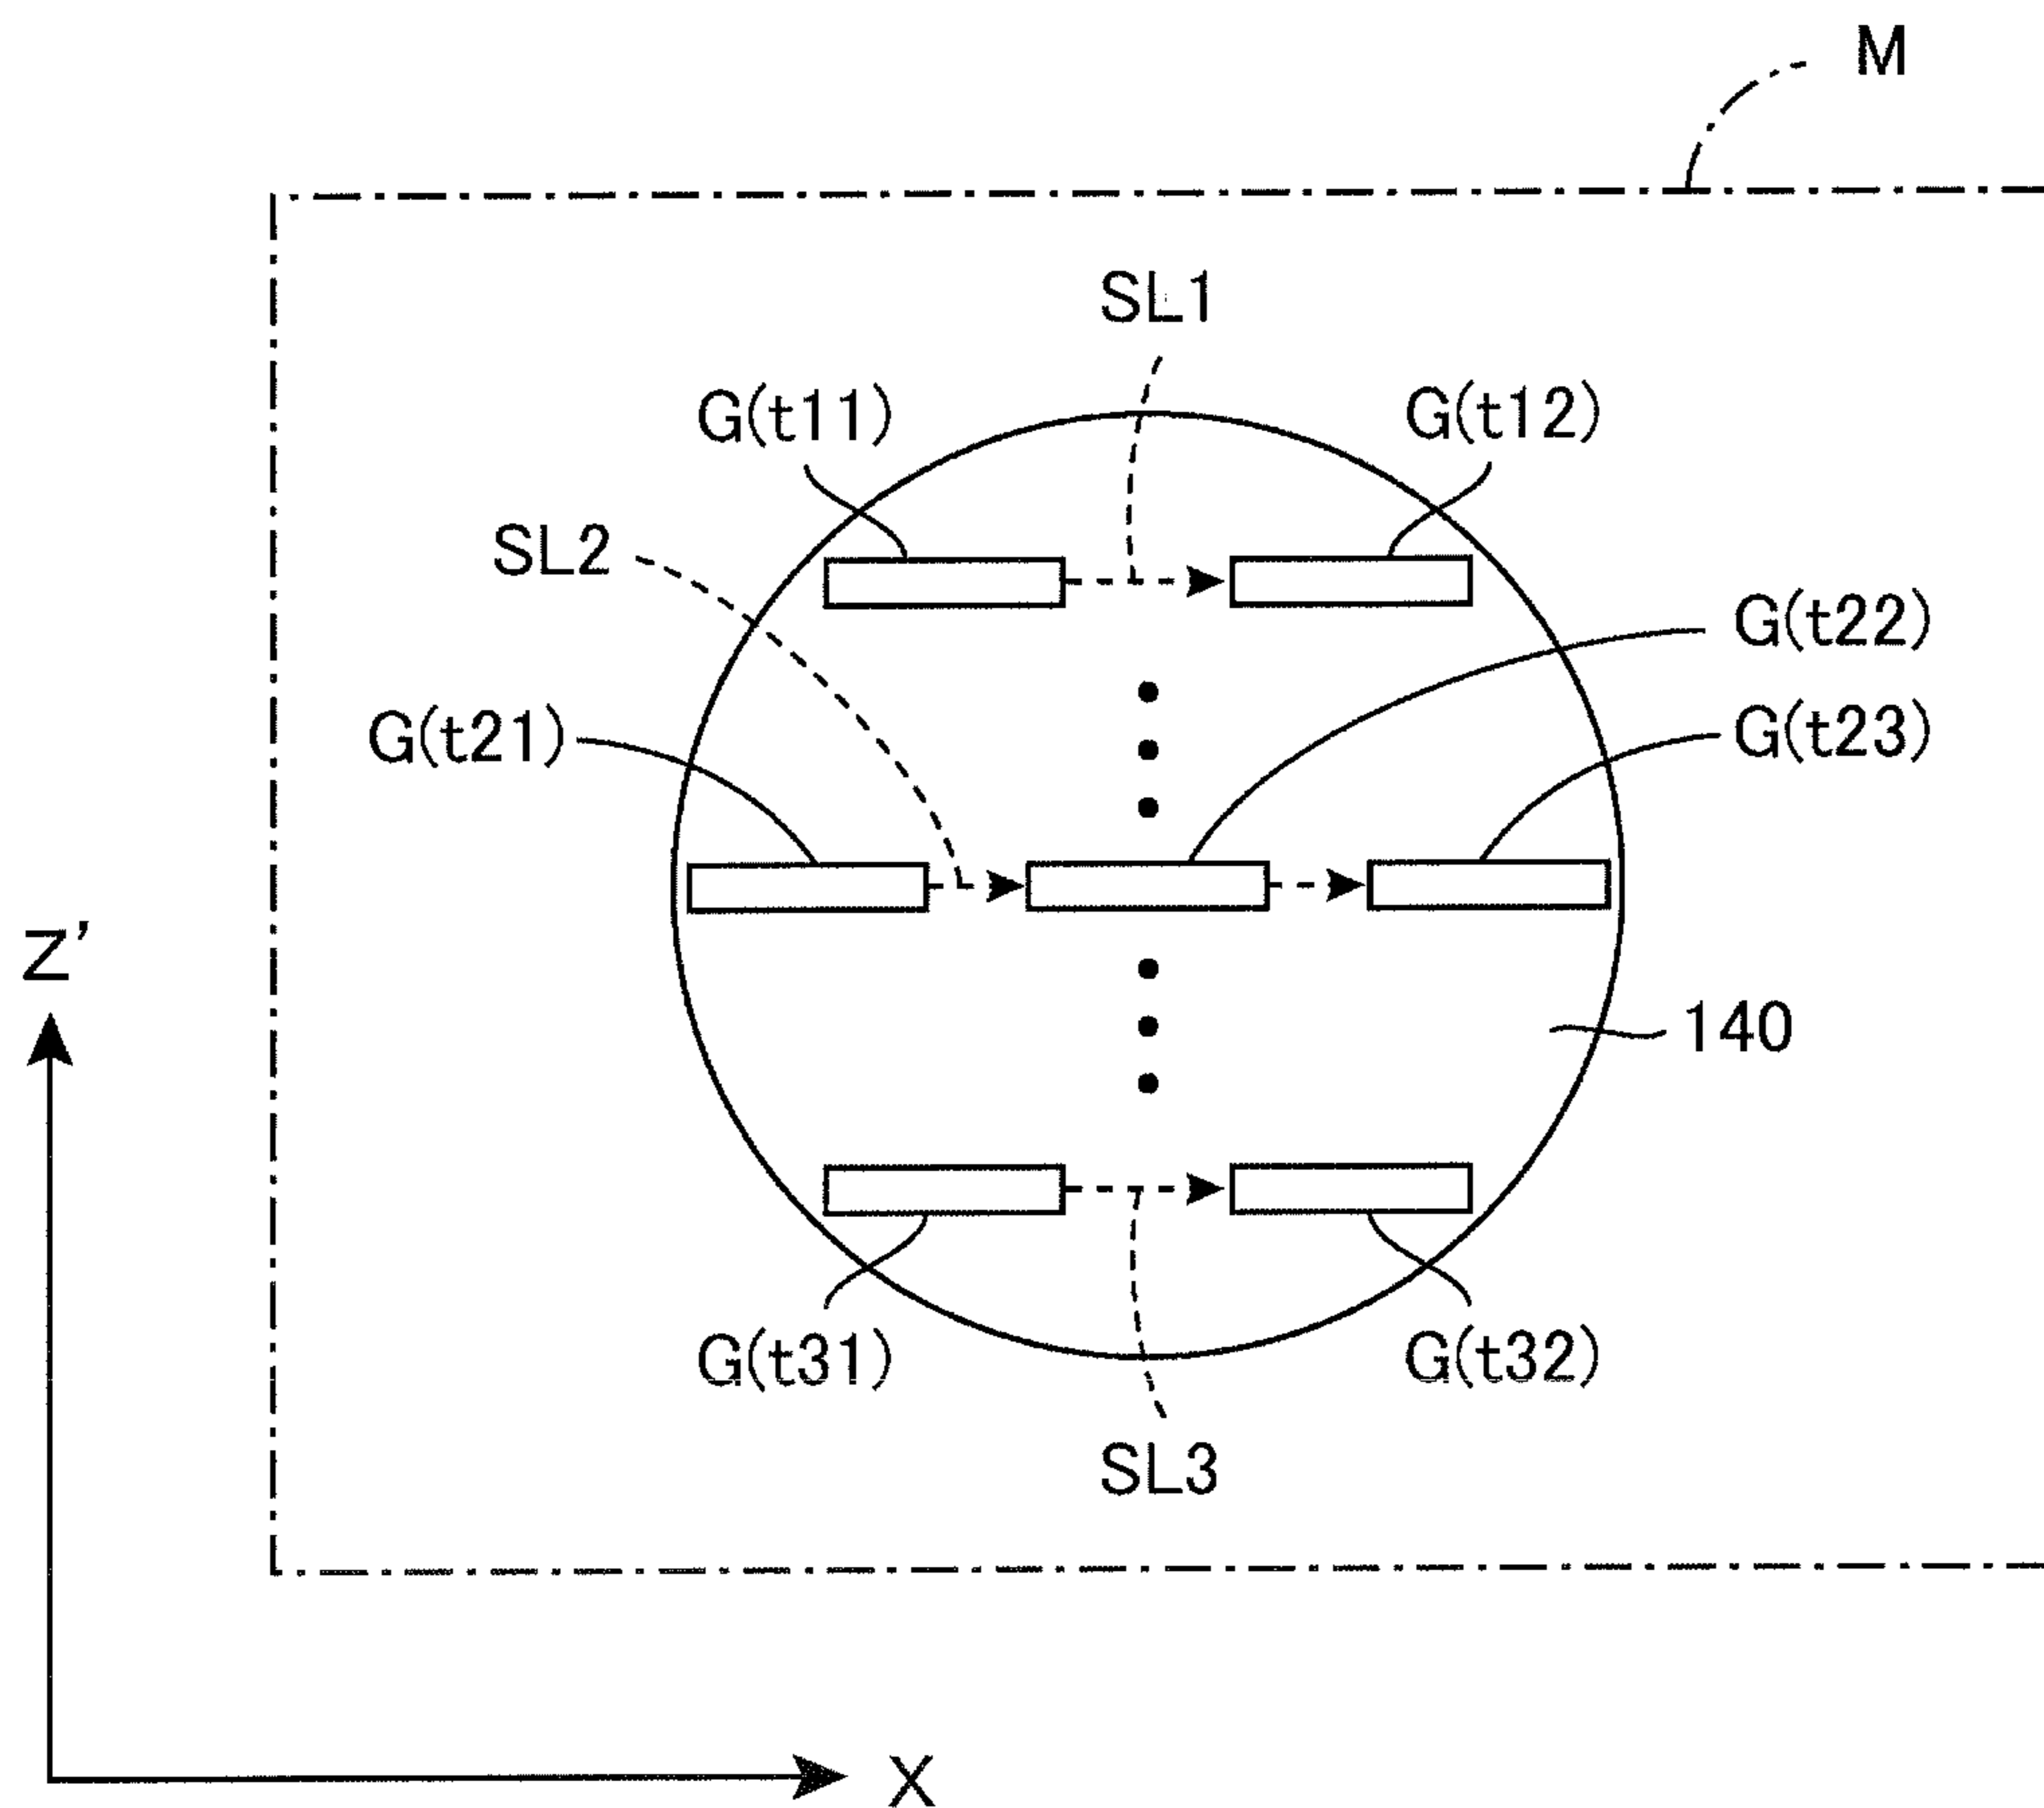 M
SL1
G(t11)
G(t12)
SL2
G(t22)
G(t21)
G(t23)
Z'
140
G(t31)
G(t32)
SL3
X